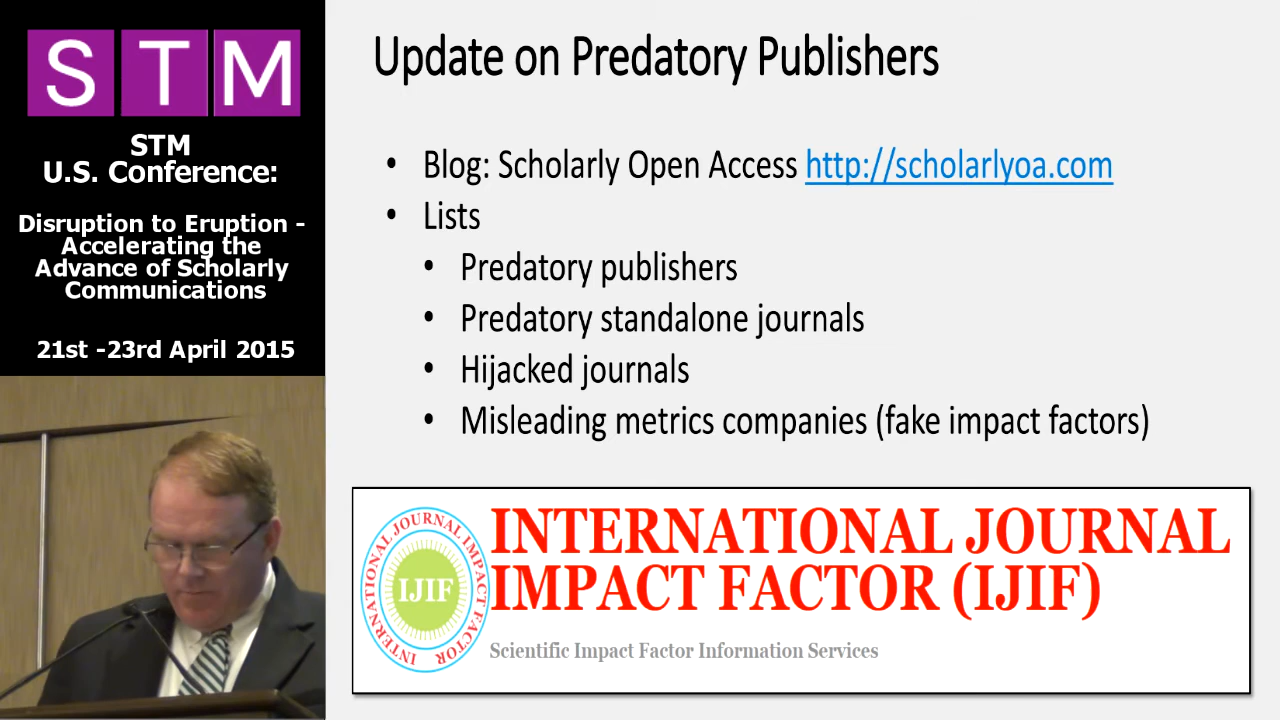 STM
STM
U.S. Conference:
Disruption to Eruption -
Accelerating the
Advance of Scholarly
Communications
21st -23rd April 2015
Update on Predatory Publishers
• Blog: Scholarly Open Access http://scholarlyoa.com
• Lists
• Predatory publishers
• Predatory standalone journals
• Hijacked journals
• Misleading metrics companies (fake impact factors)
INTERNATIONAL JOURNAL IMPACT FACTOR
IJIF
INTERNATIONAL JOURNAL
IMPACT FACTOR (IJIF)
Scientific Impact Factor Information Services